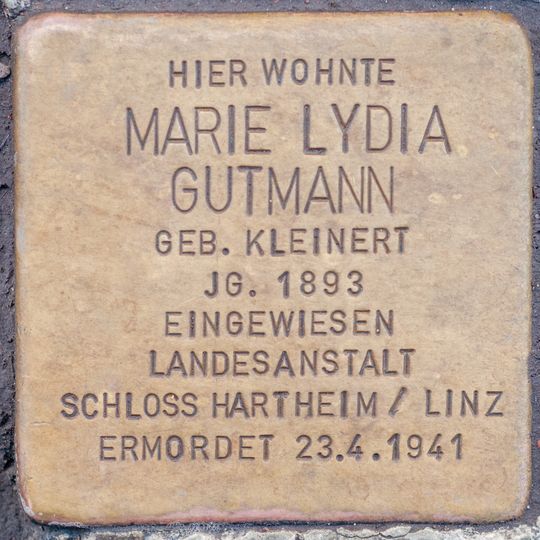 HIER WOHNTE
MARIE LYDIA
GUTMANN
GEB. KLEINERT
JG. 1893
EINGEWIESEN
LANDESANSTALT
SCHLOSS HARTHEIM / LINZ
ERMORDET 23.4.1941